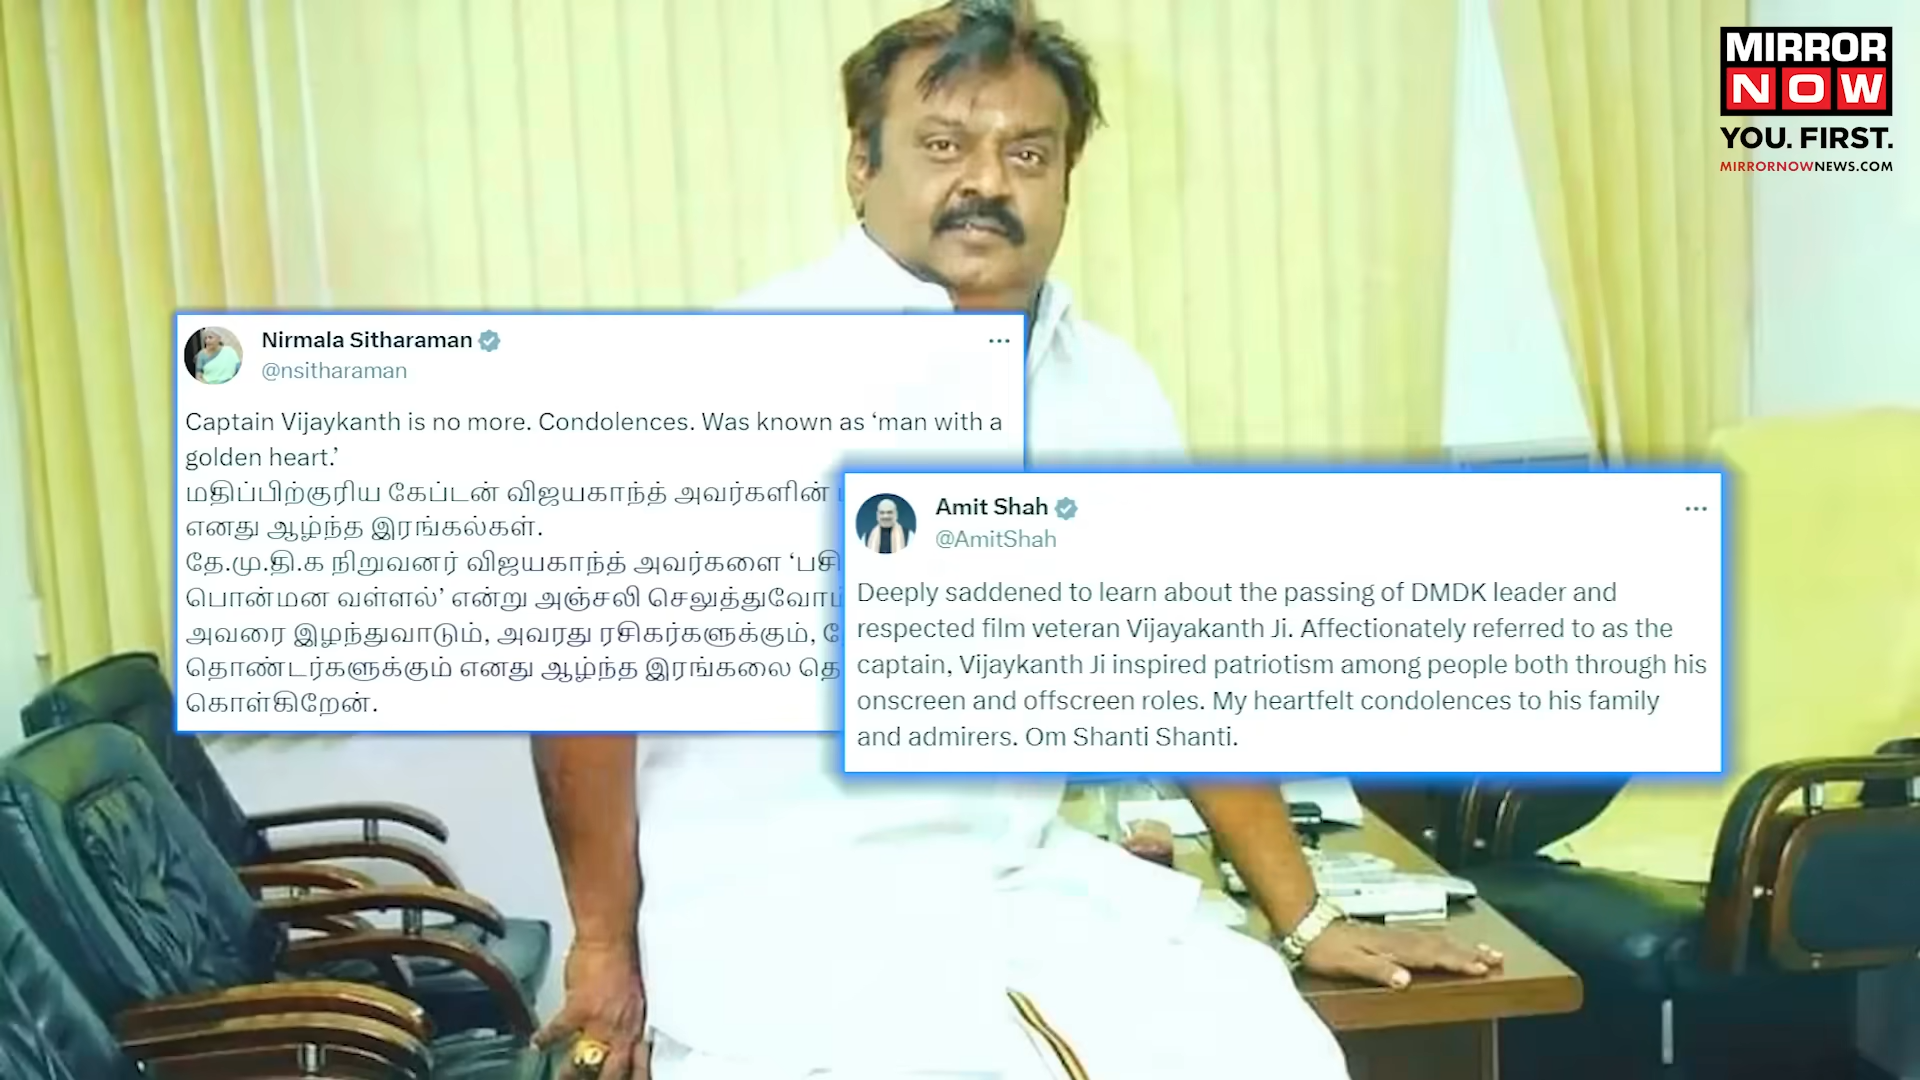 MIRROR
NOW
YOU. FIRST.
MIRRORNOWNEWS.COM
Nirmala Sitharaman
@nsitharaman
Captain Vijaykanth is no more. Condolences. Was known as ‘man with a
golden heart.’
மதிப்பிற்குரிய கேப்டன் விஜயகாந்த் அவர்களின்
எனது ஆழ்ந்த இரங்கல்கள்.
தே.மு.தி.க நிறுவனர் விஜயகாந்த் அவர்களை
பொன்மன வள்ளல்’ என்று அஞ்சலி
அவரை இழந்துவாடும், அவரது ரசிகர்களுக்கும்,
தொண்டர்களுக்கும் எனது ஆழ்ந்த இரங்கலை
கொள்கிறேன்.
Amit Shah
@AmitShah
Deeply saddened to learn about the passing of DMDK leader and
respected film veteran Vijayakanth Ji. Affectionately referred to as the
captain, Vijaykanth Ji inspired patriotism among people both through his
onscreen and offscreen roles. My heartfelt condolences to his family
and admirers. Om Shanti Shanti.